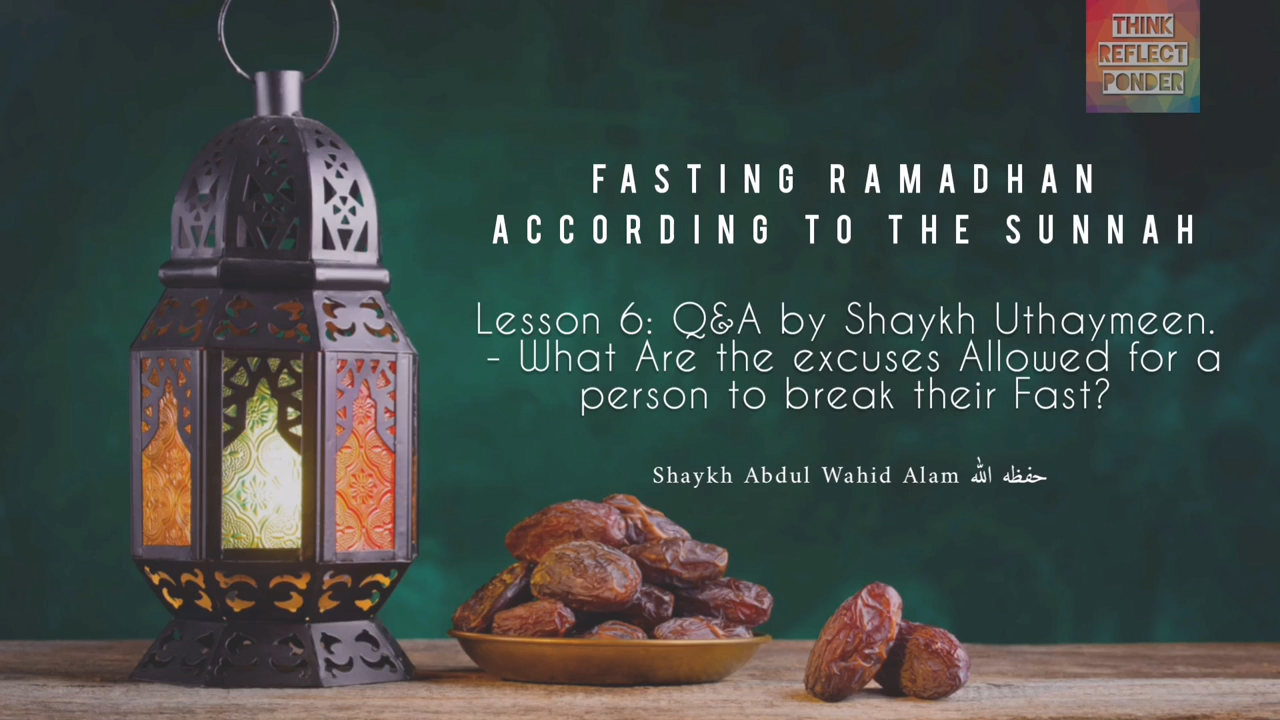 THINK
REFLECT
PONDER
FASTING RAMADHAN
ACCORDING TO THE SUNNAH
Lesson 6: Q&A by Shaykh Uthaymeen.
- What Are the excuses Allowed for a
person to break their Fast?
Shaykh Abdul Wahid Alam حفظه الله